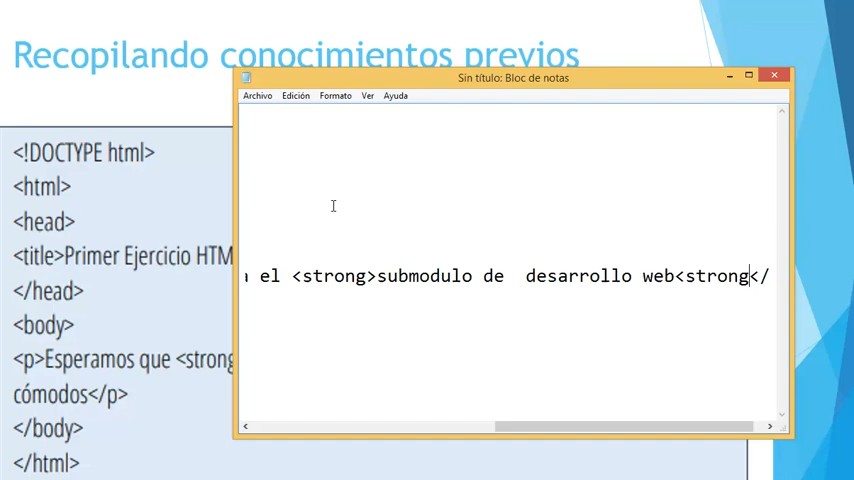 Recopilando conocimientos previos
Sin título: Bloc de notas
Archivo Edición Formato Ver Ayuda
<!DOCTYPE html>
<html>
<head>
<title>Primer Ejercicio HTM
</head>
<body>
<p>Esperamos que <strong
cómodos</p>
</body>
</html>
a el <strong>submodulo de  desarrollo web<strong</